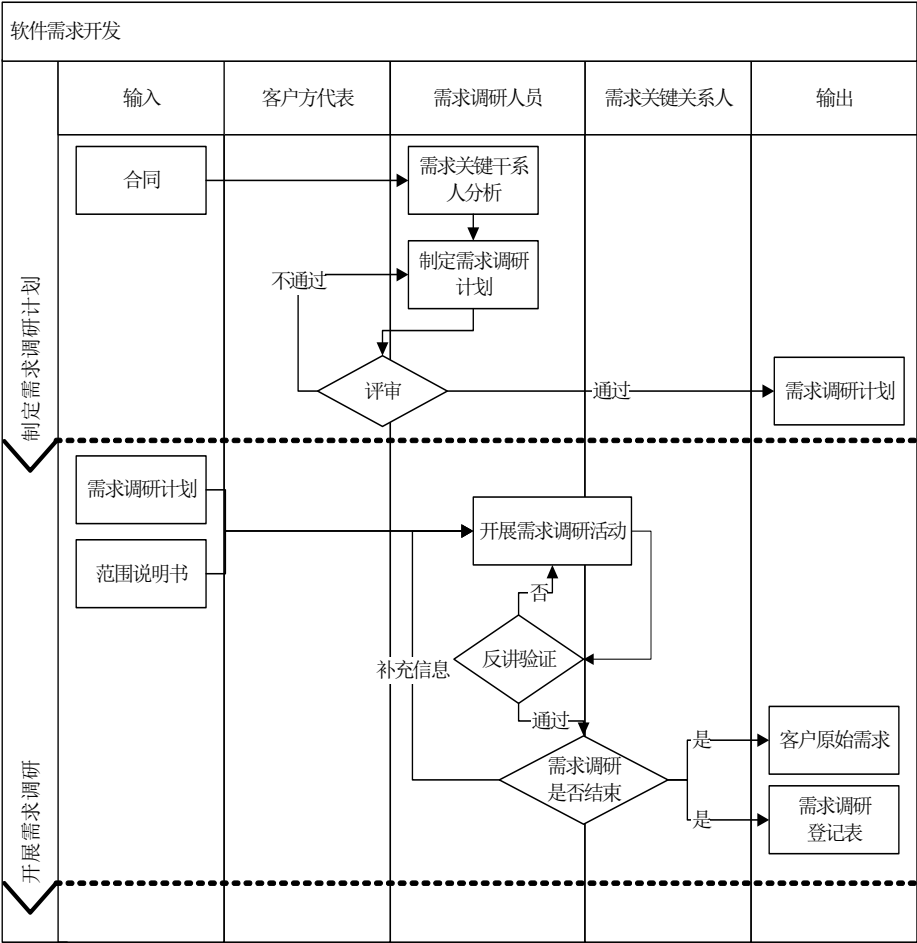 软件需求开发
输入
客户方代表
需求调研人员
需求关键关系人
输出
制定需求调研计划
合同
需求关键干系
人分析
制定需求调研
计划
不通过
评审
通过
需求调研计划
开展需求调研
需求调研计划
范围说明书
开展需求调研活动
否
反讲验证
补充信息
通过
需求调研
是否结束
是
客户原始需求
是
需求调研
登记表